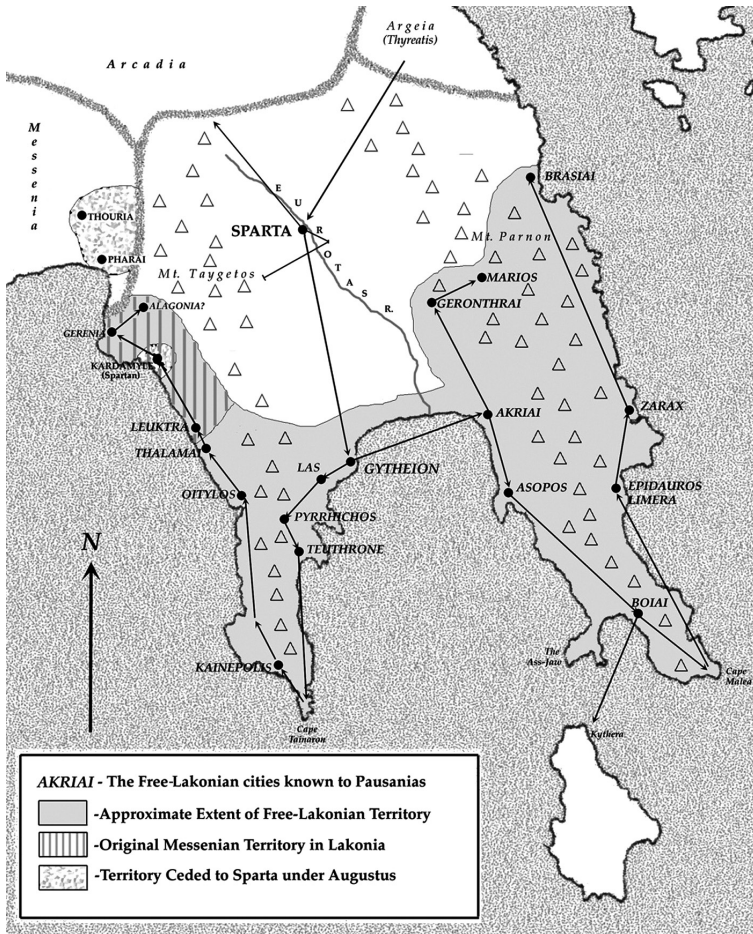 Argeia
(Thyreatis)
Arcadia
Messenia
BRASIAI
THOURIA
EUROTAS R.
SPARTA
Mt. Parnon
PHARAI
Mt. Taygetos
MARIOS
ALAGONIA?
GERONTHRAI
GERENIA
KARDAMYLE
(Spartan)
ZARAX
AKRIAI
LEUKTRA
THALAMAI
LAS
GYTHEION
OITYLOS
ASOPOS
EPIDAUROS
LIMERA
PYRRHICHOS
N
TEUTHRONE
BOIAI
The
Ass-Jaw
KAINEPOLIS
Cape
Malea
Cape
Tainaron
Kythera
AKRIAI - The Free-Lakonian cities known to Pausanias
-Approximate Extent of Free-Lakonian Territory
-Original Messenian Territory in Lakonia
-Territory Ceded to Sparta under Augustus